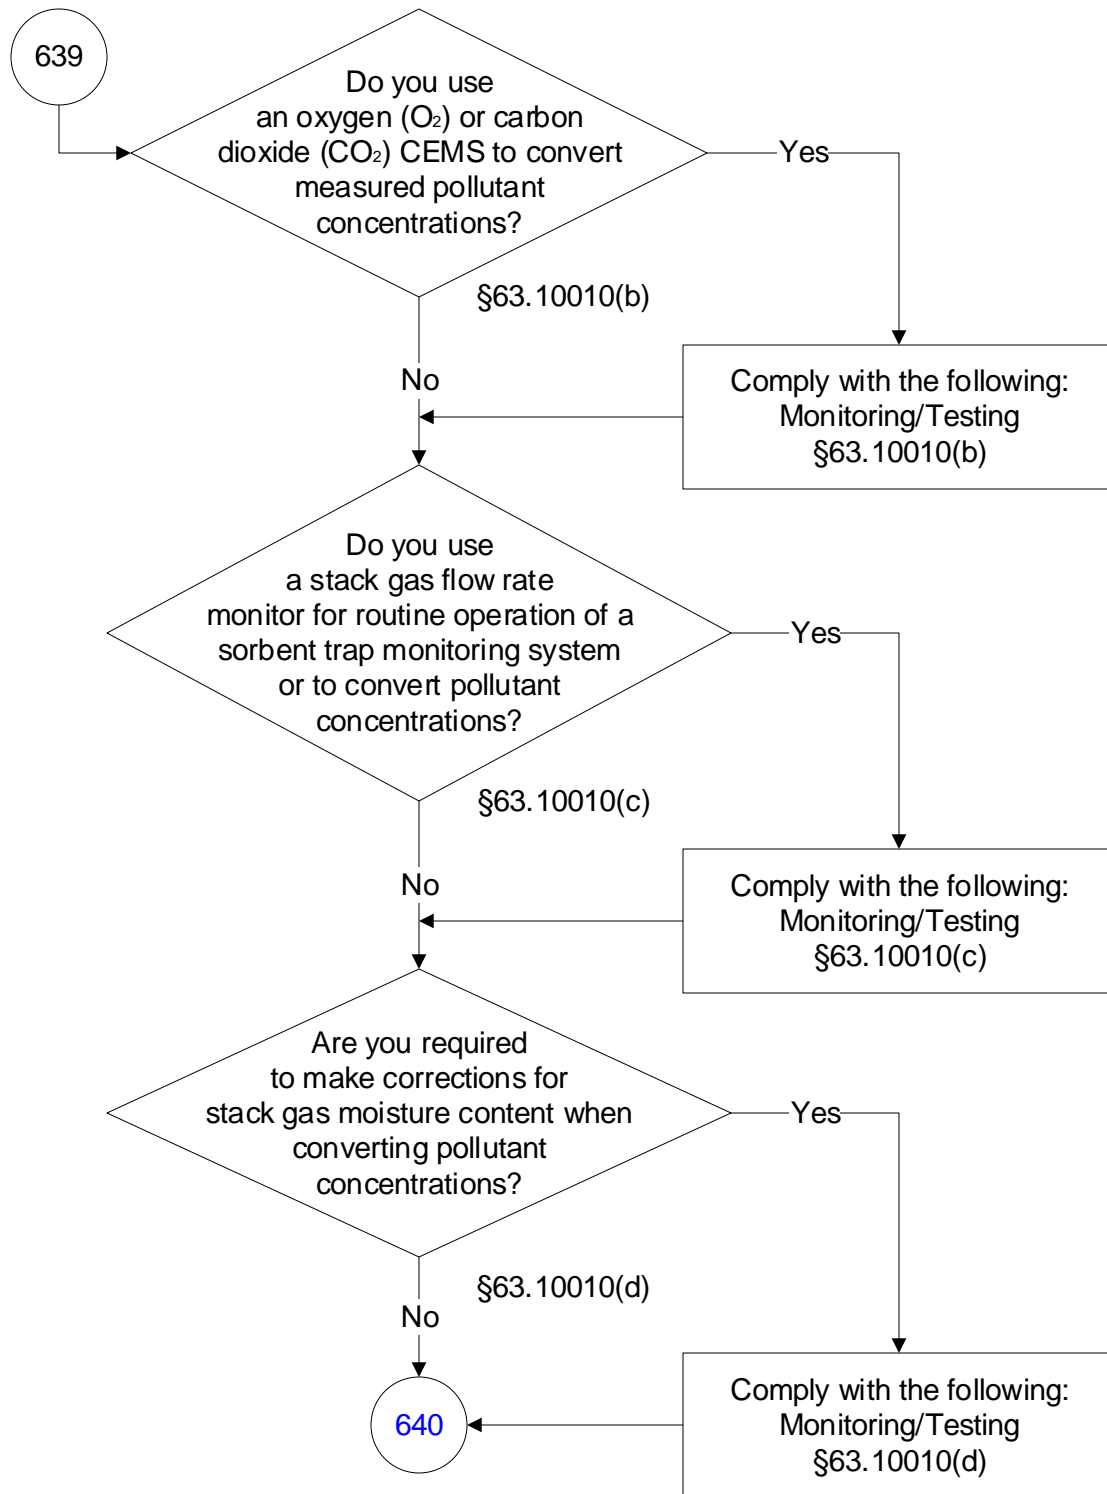 639
Do you use
an oxygen (O₂) or carbon
dioxide (CO₂) CEMS to convert
measured pollutant
concentrations?
Yes
§63.10010(b)
No
Comply with the following:
Monitoring/Testing
§63.10010(b)
Do you use
a stack gas flow rate
monitor for routine operation of a
sorbent trap monitoring system
or to convert pollutant
concentrations?
Yes
§63.10010(c)
No
Comply with the following:
Monitoring/Testing
§63.10010(c)
Are you required
to make corrections for
stack gas moisture content when
converting pollutant
concentrations?
Yes
§63.10010(d)
No
Comply with the following:
Monitoring/Testing
§63.10010(d)
640